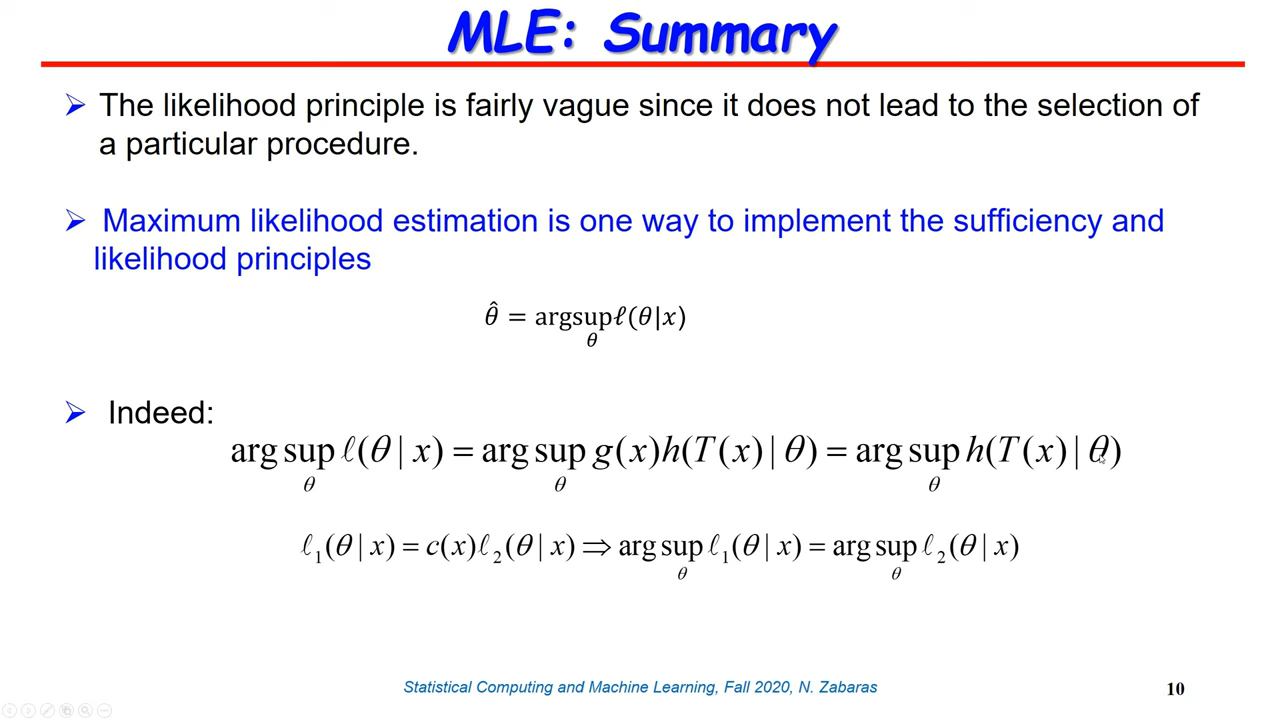 MLE: Summary
➢ The likelihood principle is fairly vague since it does not lead to the selection of
a particular procedure.
➢ Maximum likelihood estimation is one way to implement the sufficiency and
likelihood principles
θ̂ = argsup ℓ(θ|x)
θ
➢ Indeed:
arg sup ℓ(θ | x) = arg sup g(x)h(T(x) | θ) = arg sup h(T(x) | θ)
θ θ θ
ℓ₁(θ | x) = c(x)ℓ₂(θ | x) ⇒ arg sup ℓ₁(θ | x) = arg sup ℓ₂(θ | x)
θ θ
Statistical Computing and Machine Learning, Fall 2020, N. Zabaras
10